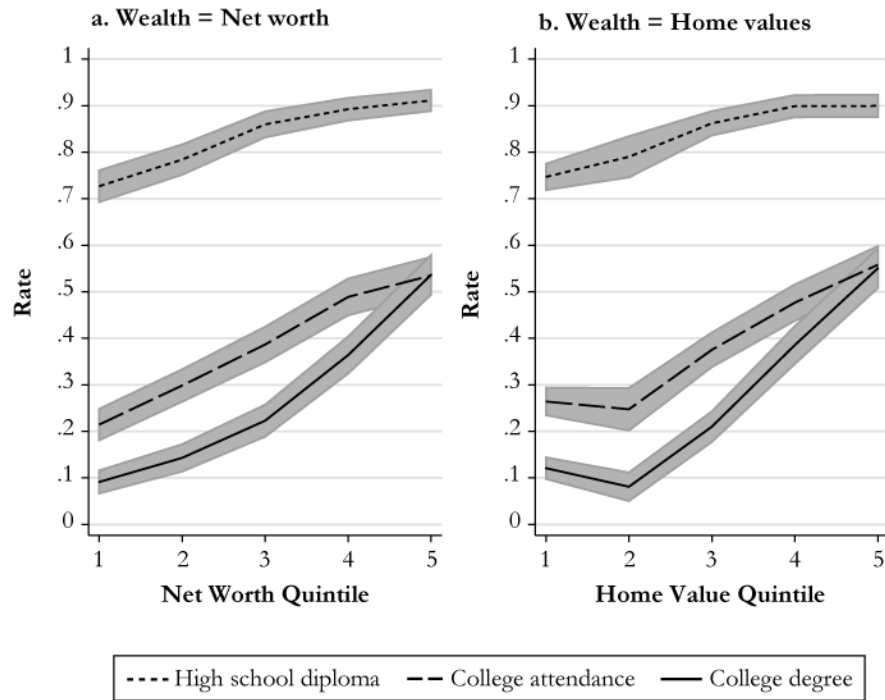 a. Wealth = Net worth
1
.9
.8
.7
.6
.5
.4
.3
.2
.1
0
Rate
1 2 3 4 5
Net Worth Quintile
b. Wealth = Home values
1
.9
.8
.7
.6
.5
.4
.3
.2
.1
0
Rate
1 2 3 4 5
Home Value Quintile
High school diploma College attendance College degree